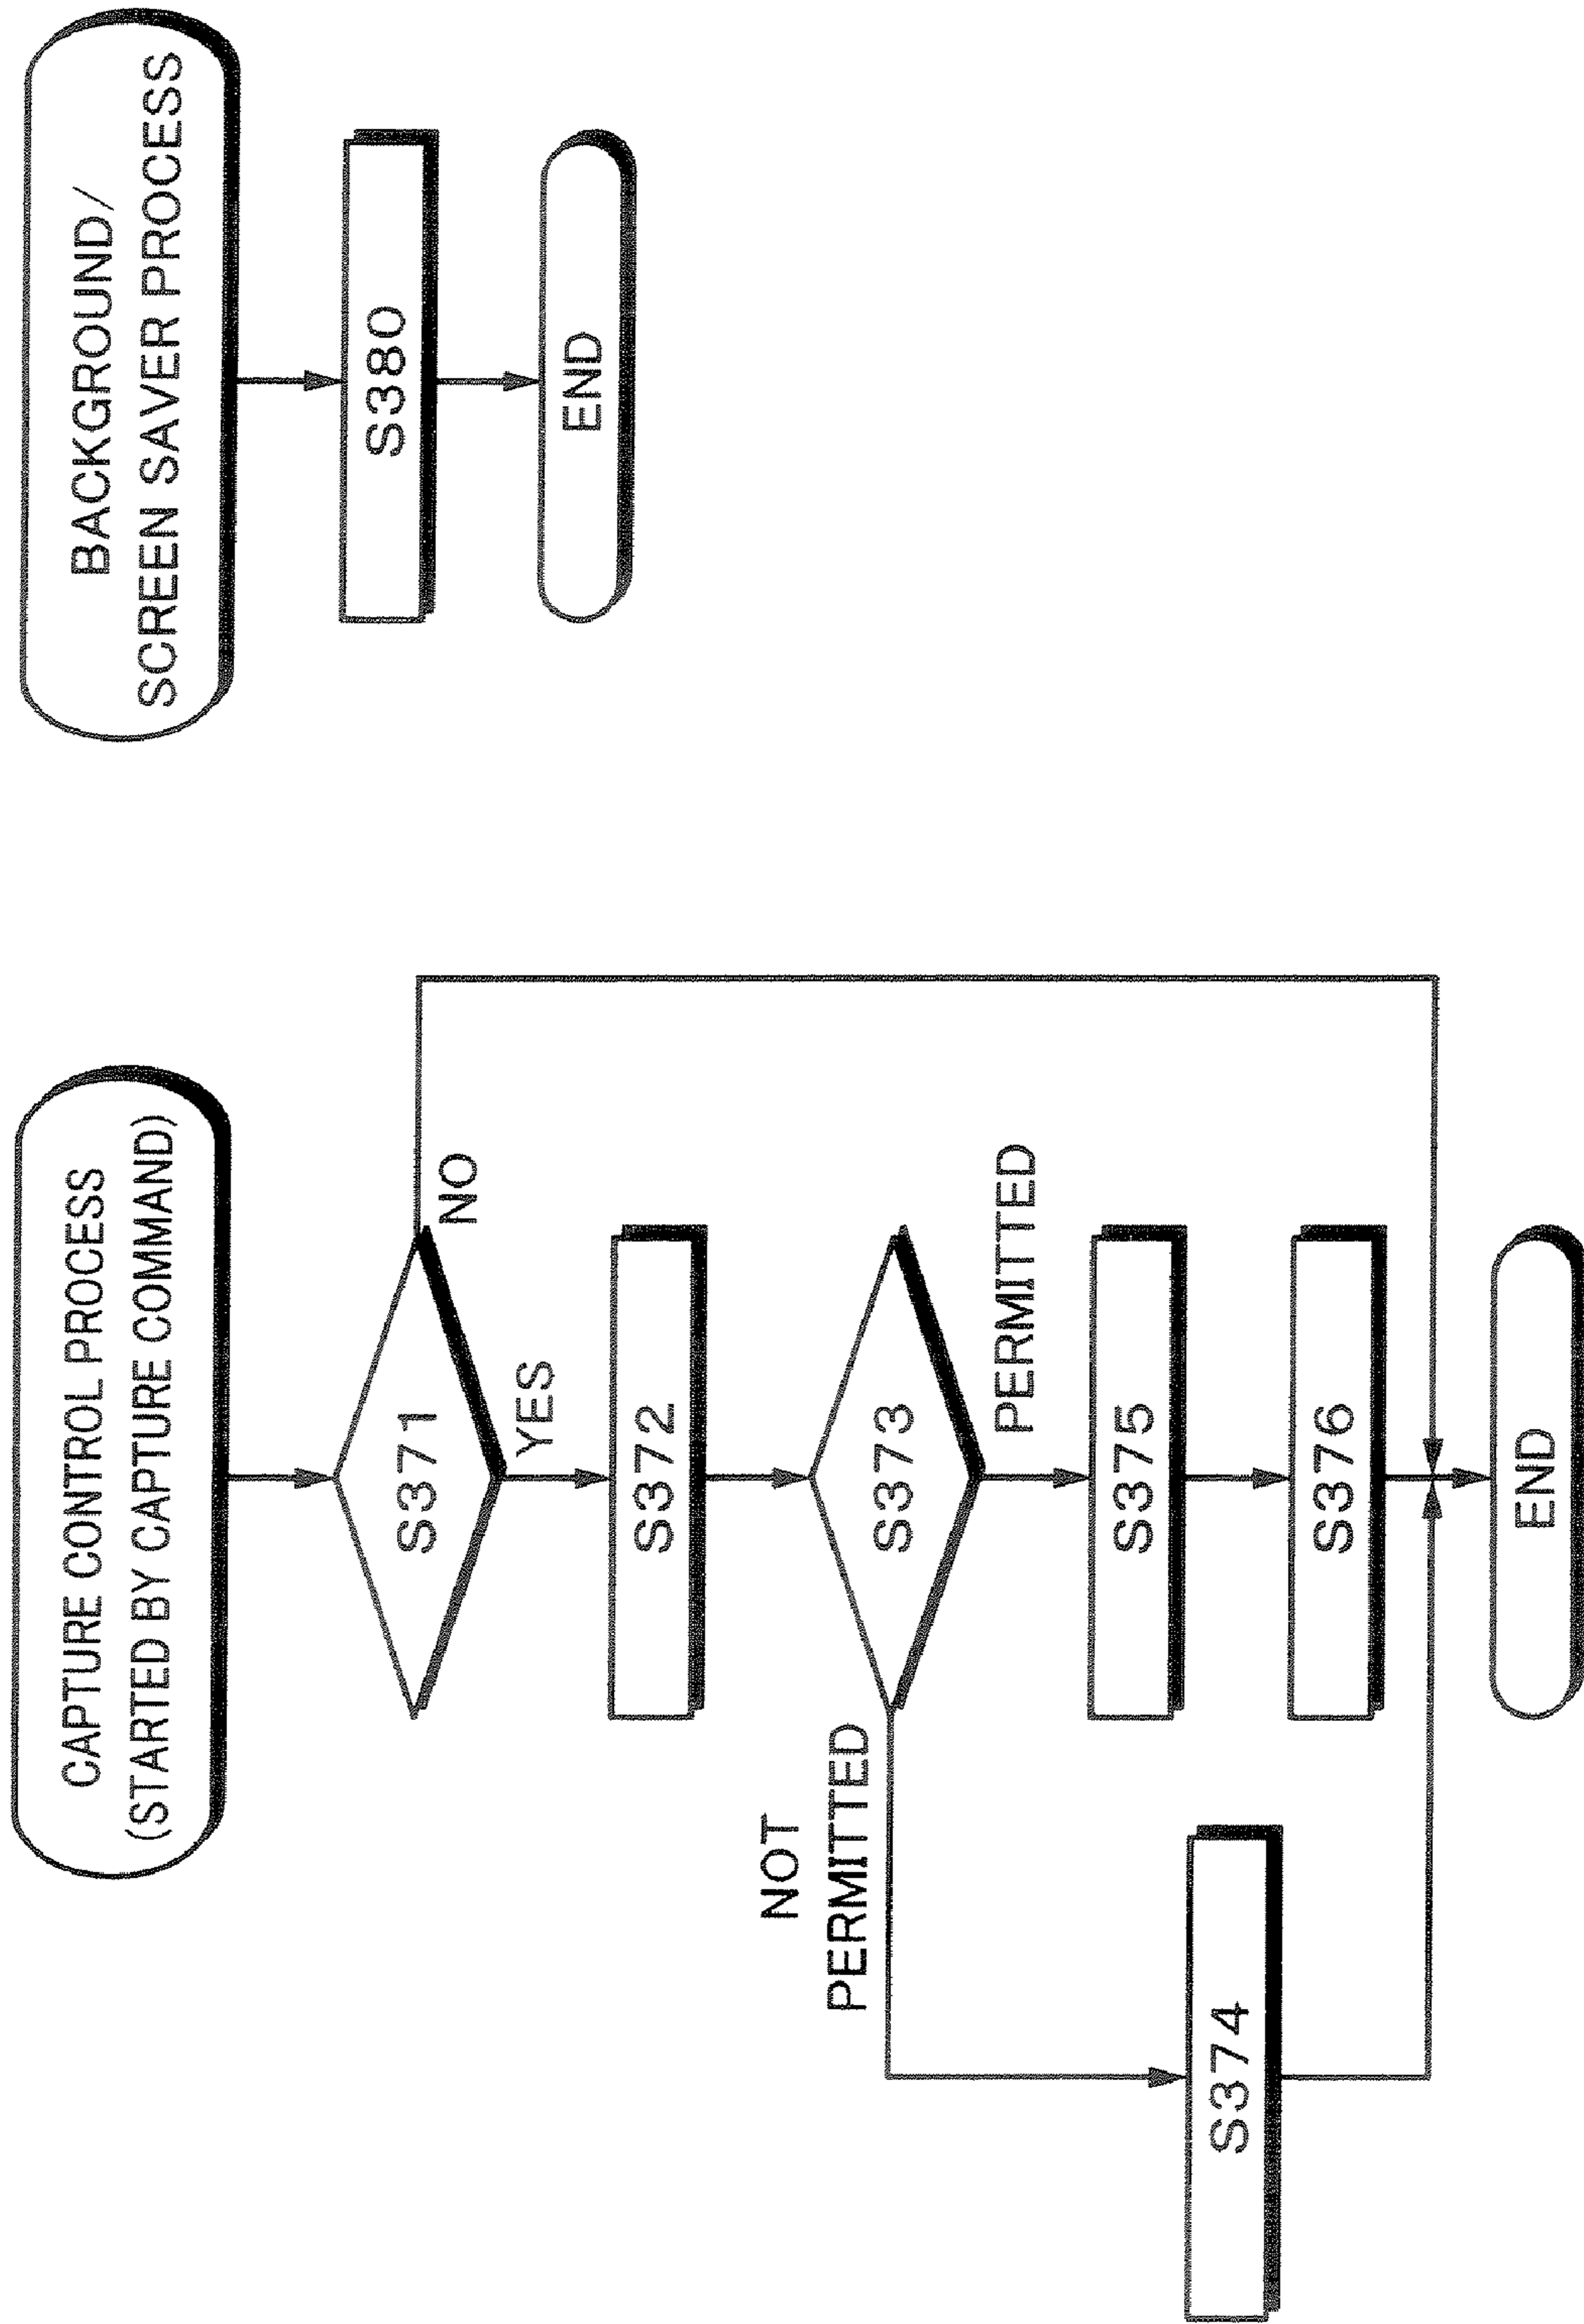 CAPTURE CONTROL PROCESS
(STARTED BY CAPTURE COMMAND)
S371
NO
YES
S372
S373
NOT
PERMITTED
PERMITTED
S374
S375
S376
END
BACKGROUND/
SCREEN SAVER PROCESS
S380
END